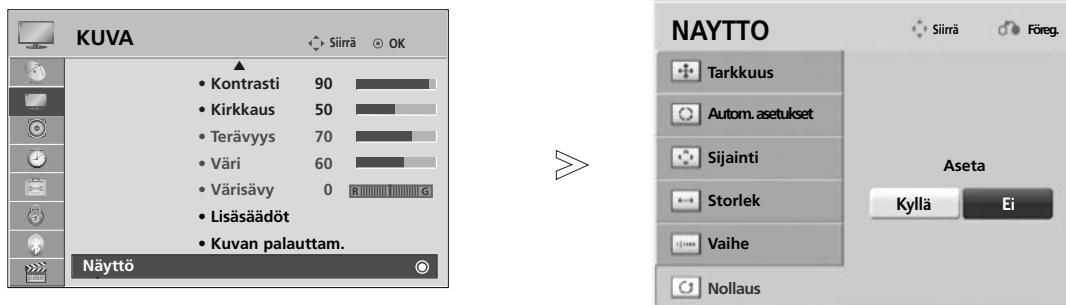 KUVA
Siirrä OK
• Kontrasti 90
• Kirkkaus 50
• Terävyys 70
• Väri 60
• Värisävy 0 R G
• Lisäsäädöt
• Kuvan palauttam.
Näyttö
NAYTTO
Siirrä Föreg.
Tarkkuus
Autom. asetukset
Sijainti
Storlek
Vaihe
Nollaus
Aseta
Kyllä Ei